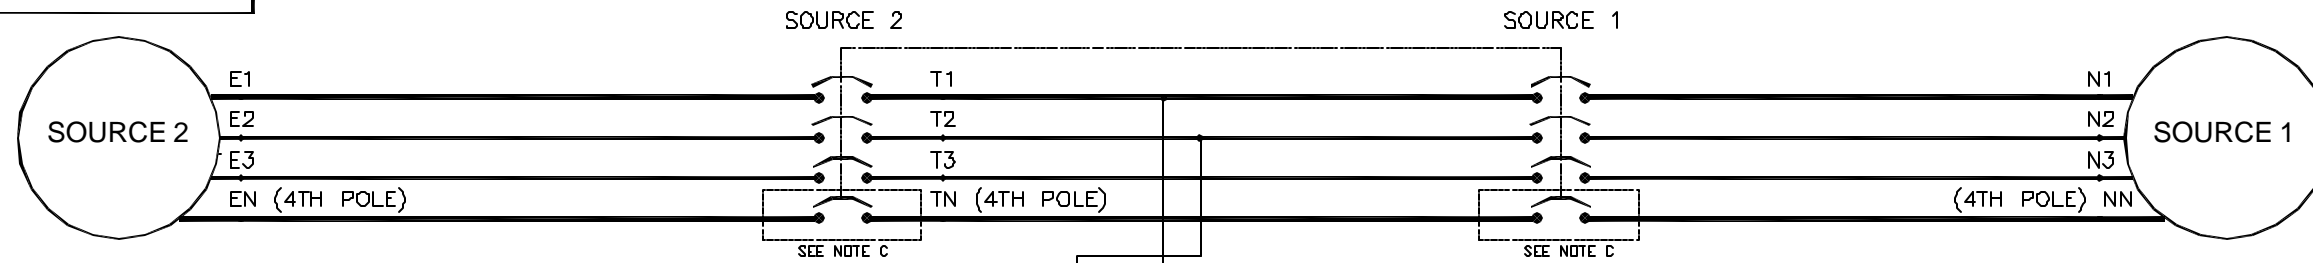 SOURCE 2
SOURCE 1
E1
T1
N1
E2
T2
N2
SOURCE 2
SOURCE 1
E3
T3
N3
EN (4TH POLE)
TN (4TH POLE)
(4TH POLE) NN
SEE NOTE C
SEE NOTE C